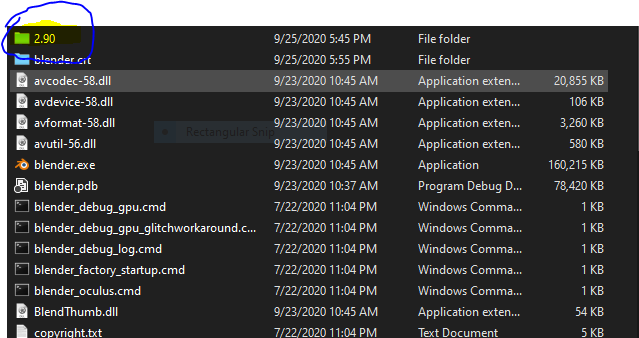 2.90 9/25/2020 5:45 PM File folder
blender.crt 9/25/2020 5:55 PM File folder
avcodec-58.dll 9/23/2020 10:45 AM Application exten... 20,855 KB
avdevice-58.dll 9/23/2020 10:45 AM Application exten... 106 KB
avformat-58.dll 9/23/2020 10:45 AM Application exten... 3,260 KB
avutil-56.dll 9/23/2020 10:45 AM Application exten... 580 KB
Rectangular Snip
blender.exe 9/23/2020 10:45 AM Application 160,215 KB
blender.pdb 9/23/2020 10:37 AM Program Debug D... 78,420 KB
blender_debug_gpu.cmd 7/22/2020 11:04 PM Windows Comma... 1 KB
blender_debug_gpu_glitchworkaround.c... 7/22/2020 11:04 PM Windows Comma... 1 KB
blender_debug_log.cmd 7/22/2020 11:04 PM Windows Comma... 1 KB
blender_factory_startup.cmd 7/22/2020 11:04 PM Windows Comma... 1 KB
blender_oculus.cmd 7/22/2020 11:04 PM Windows Comma... 1 KB
BlendThumb.dll 9/23/2020 10:45 AM Application exten... 54 KB
copyright.txt 7/22/2020 11:04 PM Text Document 5 KB